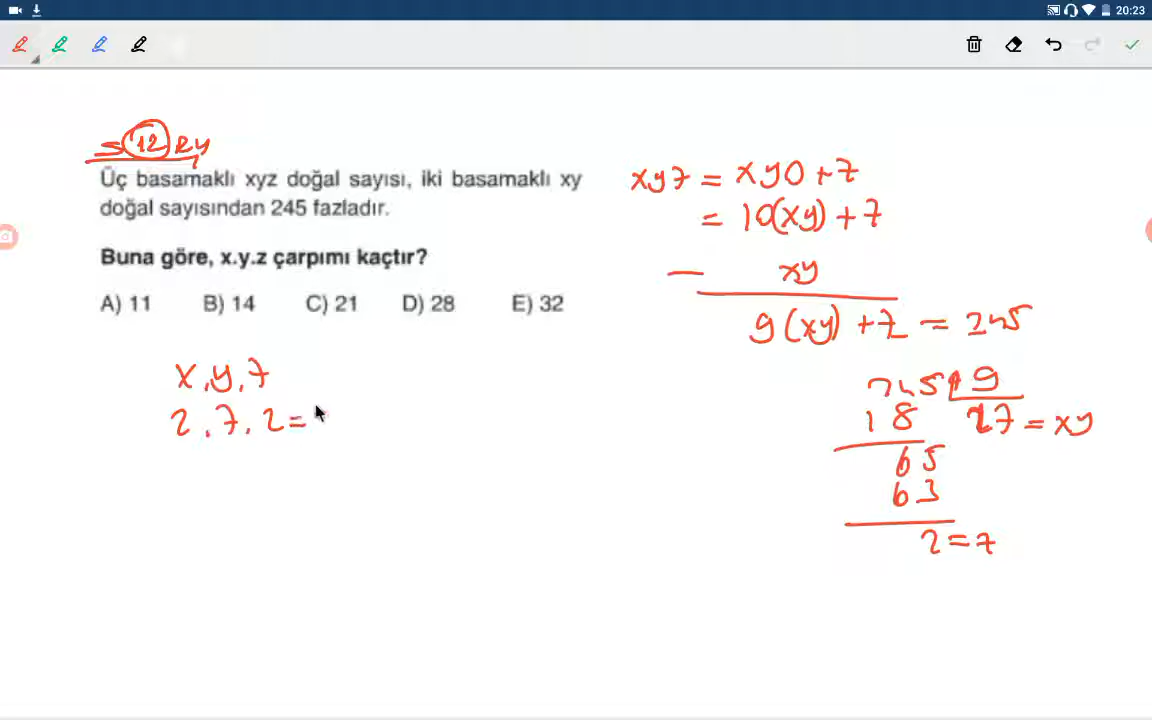 20:23
S 12 
Üç basamaklı xyz doğal sayısı, iki basamaklı xy
doğal sayısından 245 fazladır.
Buna göre, x.y.z çarpımı kaçtır?
A) 11 B) 14 C) 21 D) 28 E) 32
x.y.z
2.7.2=
xyz = xy0 + z
= 10(xy) + z
— xy
9(xy) + z = 245
245 9
18 27 = xy
65
63
2 = z